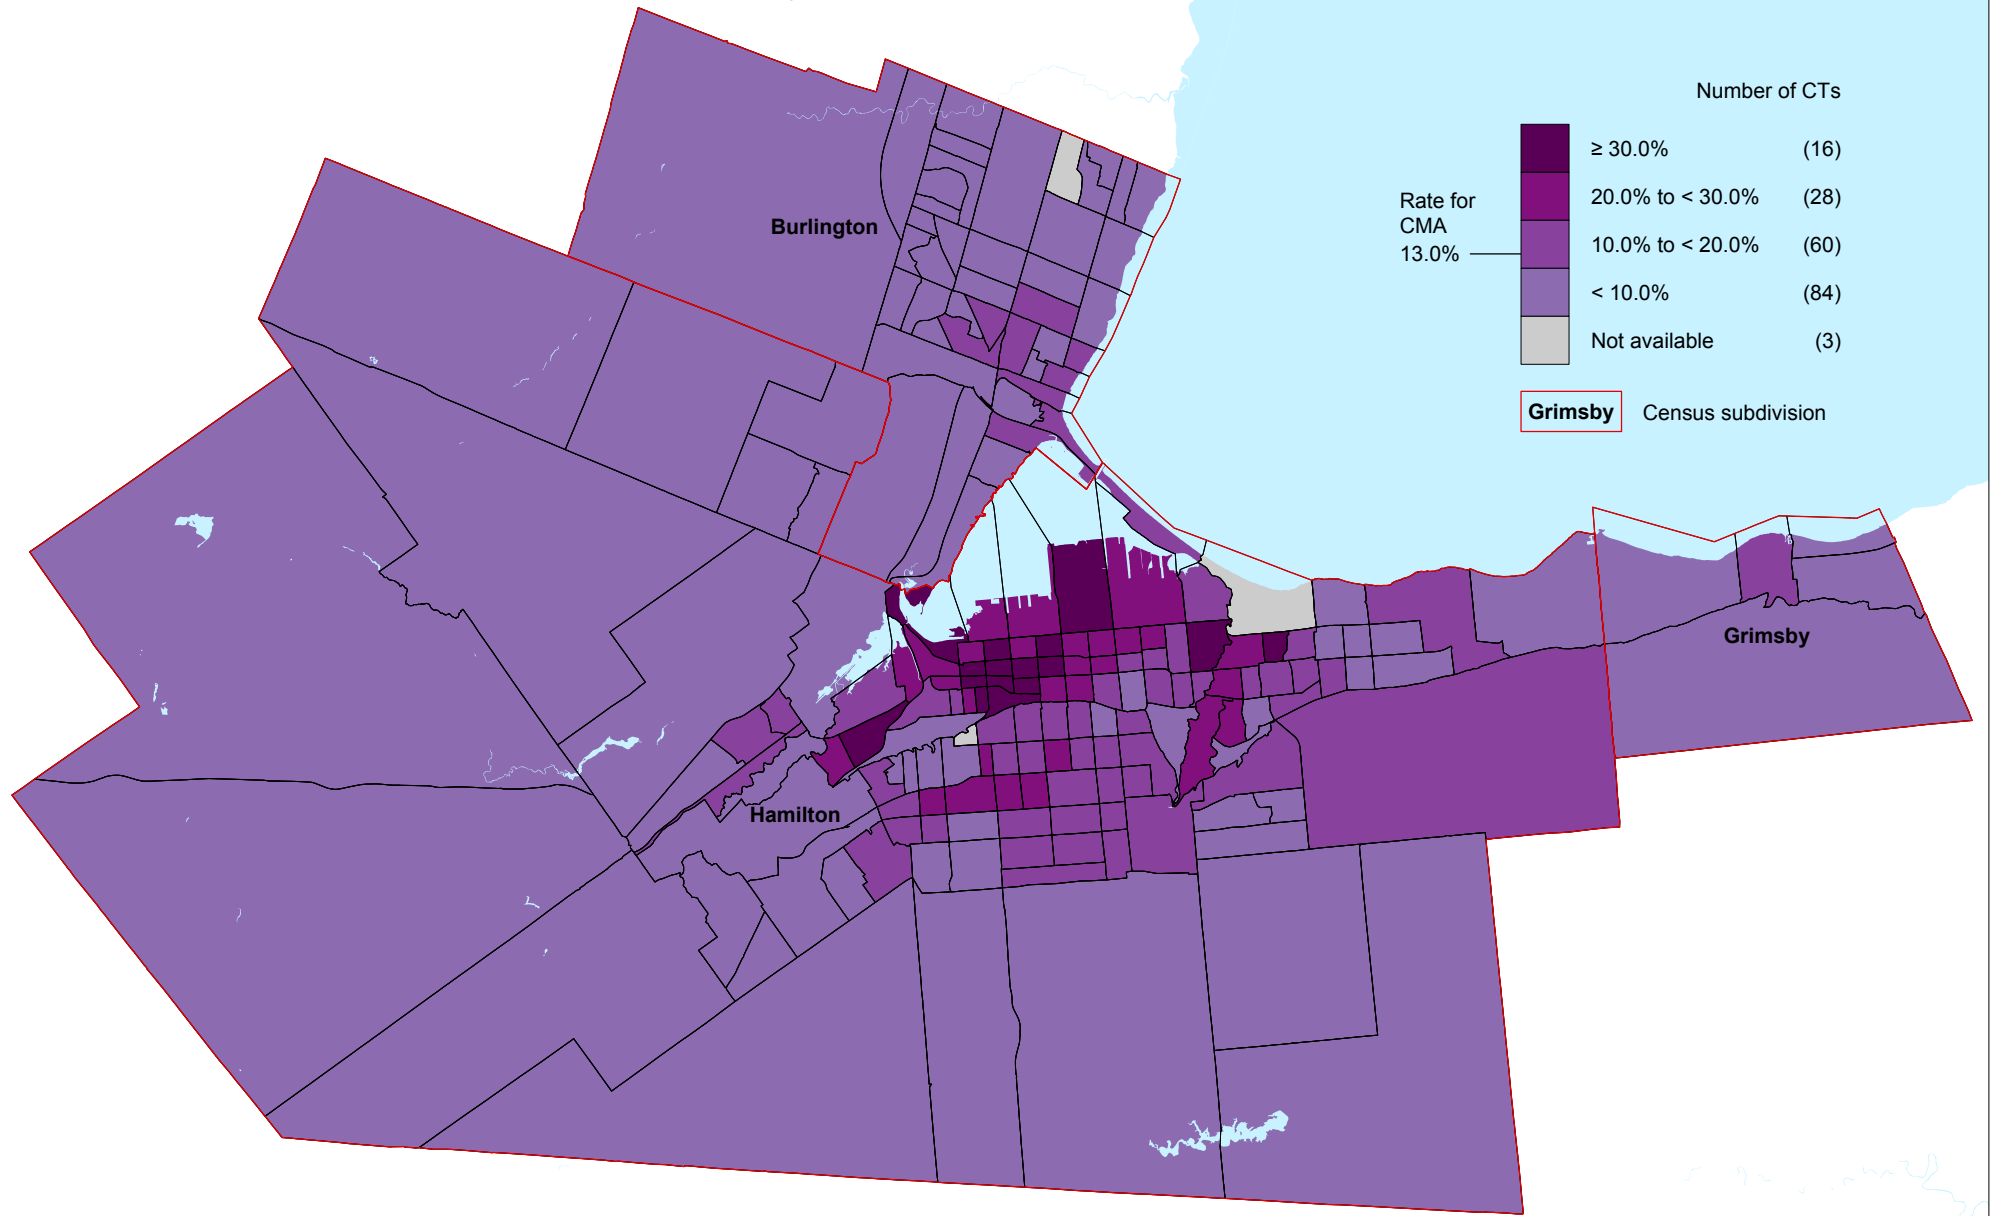 Number of CTs
≥ 30.0% (16)
20.0% to < 30.0% (28)
Rate for
CMA
13.0%
10.0% to < 20.0% (60)
< 10.0% (84)
Not available (3)
Grimsby Census subdivision
Burlington
Grimsby
Hamilton